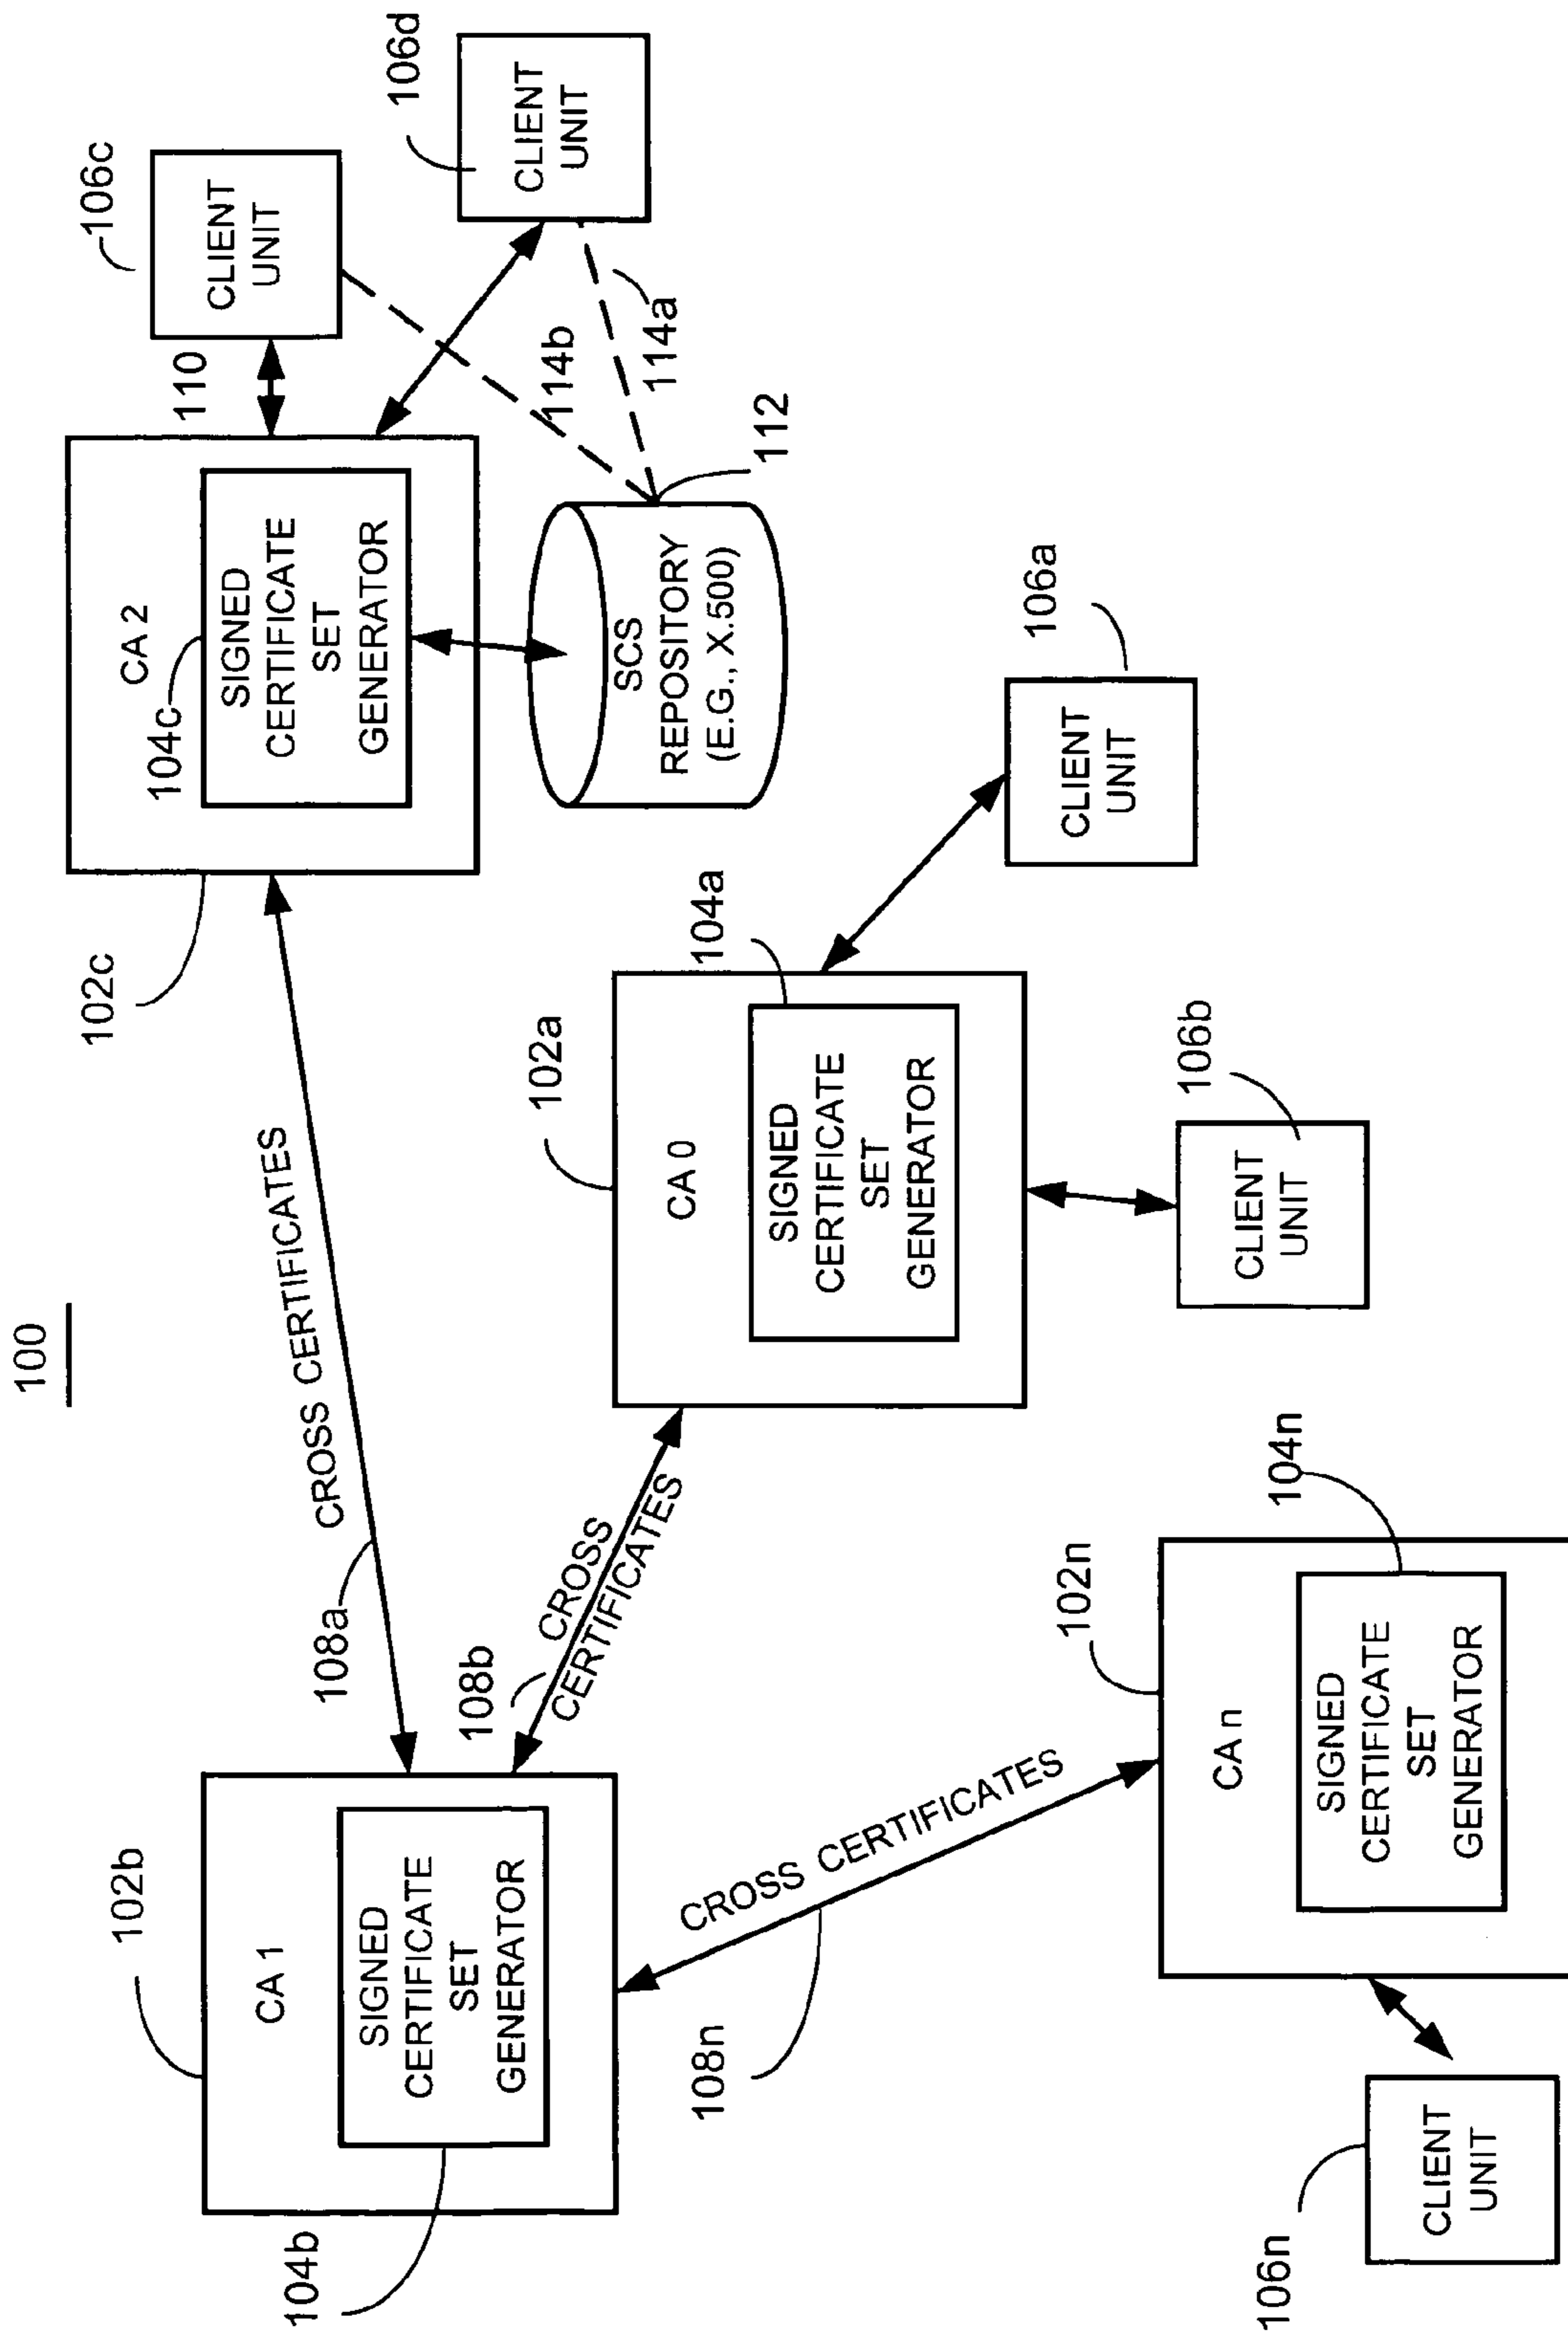 100
102b
CA 1
SIGNED
CERTIFICATE
SET
GENERATOR
104b
108a
CROSS CERTIFICATES
102c
CA 2
104c
SIGNED
CERTIFICATE
SET
GENERATOR
110
106c
CLIENT
UNIT
106d
CLIENT
UNIT
114b
114a
112
SCS
REPOSITORY
(E.G., X.500)
108b
CROSS
CERTIFICATES
102a
CA 0
104a
SIGNED
CERTIFICATE
SET
GENERATOR
106a
CLIENT
UNIT
106b
CLIENT
UNIT
108n
CROSS CERTIFICATES
102n
CA n
104n
SIGNED
CERTIFICATE
SET
GENERATOR
106n
CLIENT
UNIT